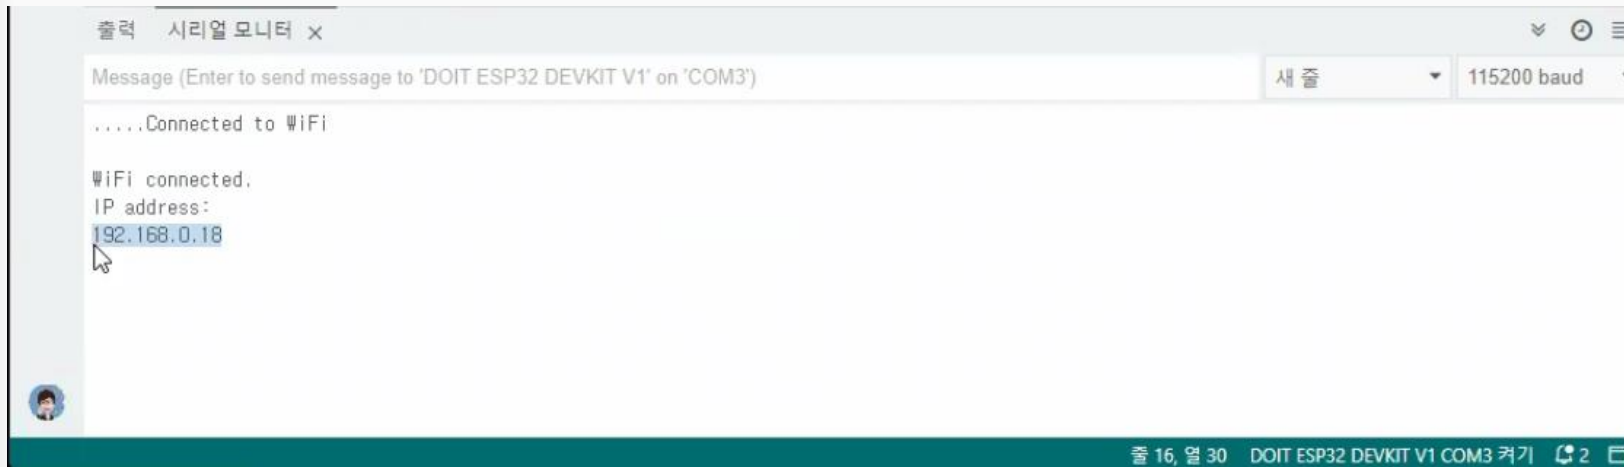 출력 시리얼 모니터
Message (Enter to send message to 'DOIT ESP32 DEVKIT V1' on 'COM3') 새 줄 115200 baud
.....Connected to WiFi
WiFi connected.
IP address:
192.168.0.18
줄 16, 열 30 DOIT ESP32 DEVKIT V1 COM3 켜기 2